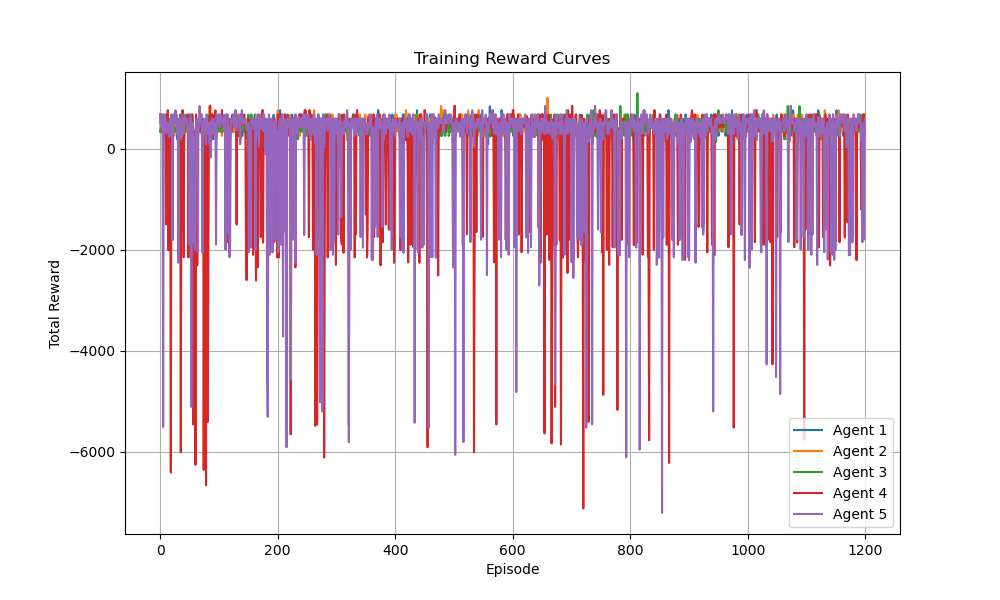 Training Reward Curves
Total Reward
0
−2000
−4000
−6000
0
200
400
600
800
1000
1200
Episode
Agent 1
Agent 2
Agent 3
Agent 4
Agent 5